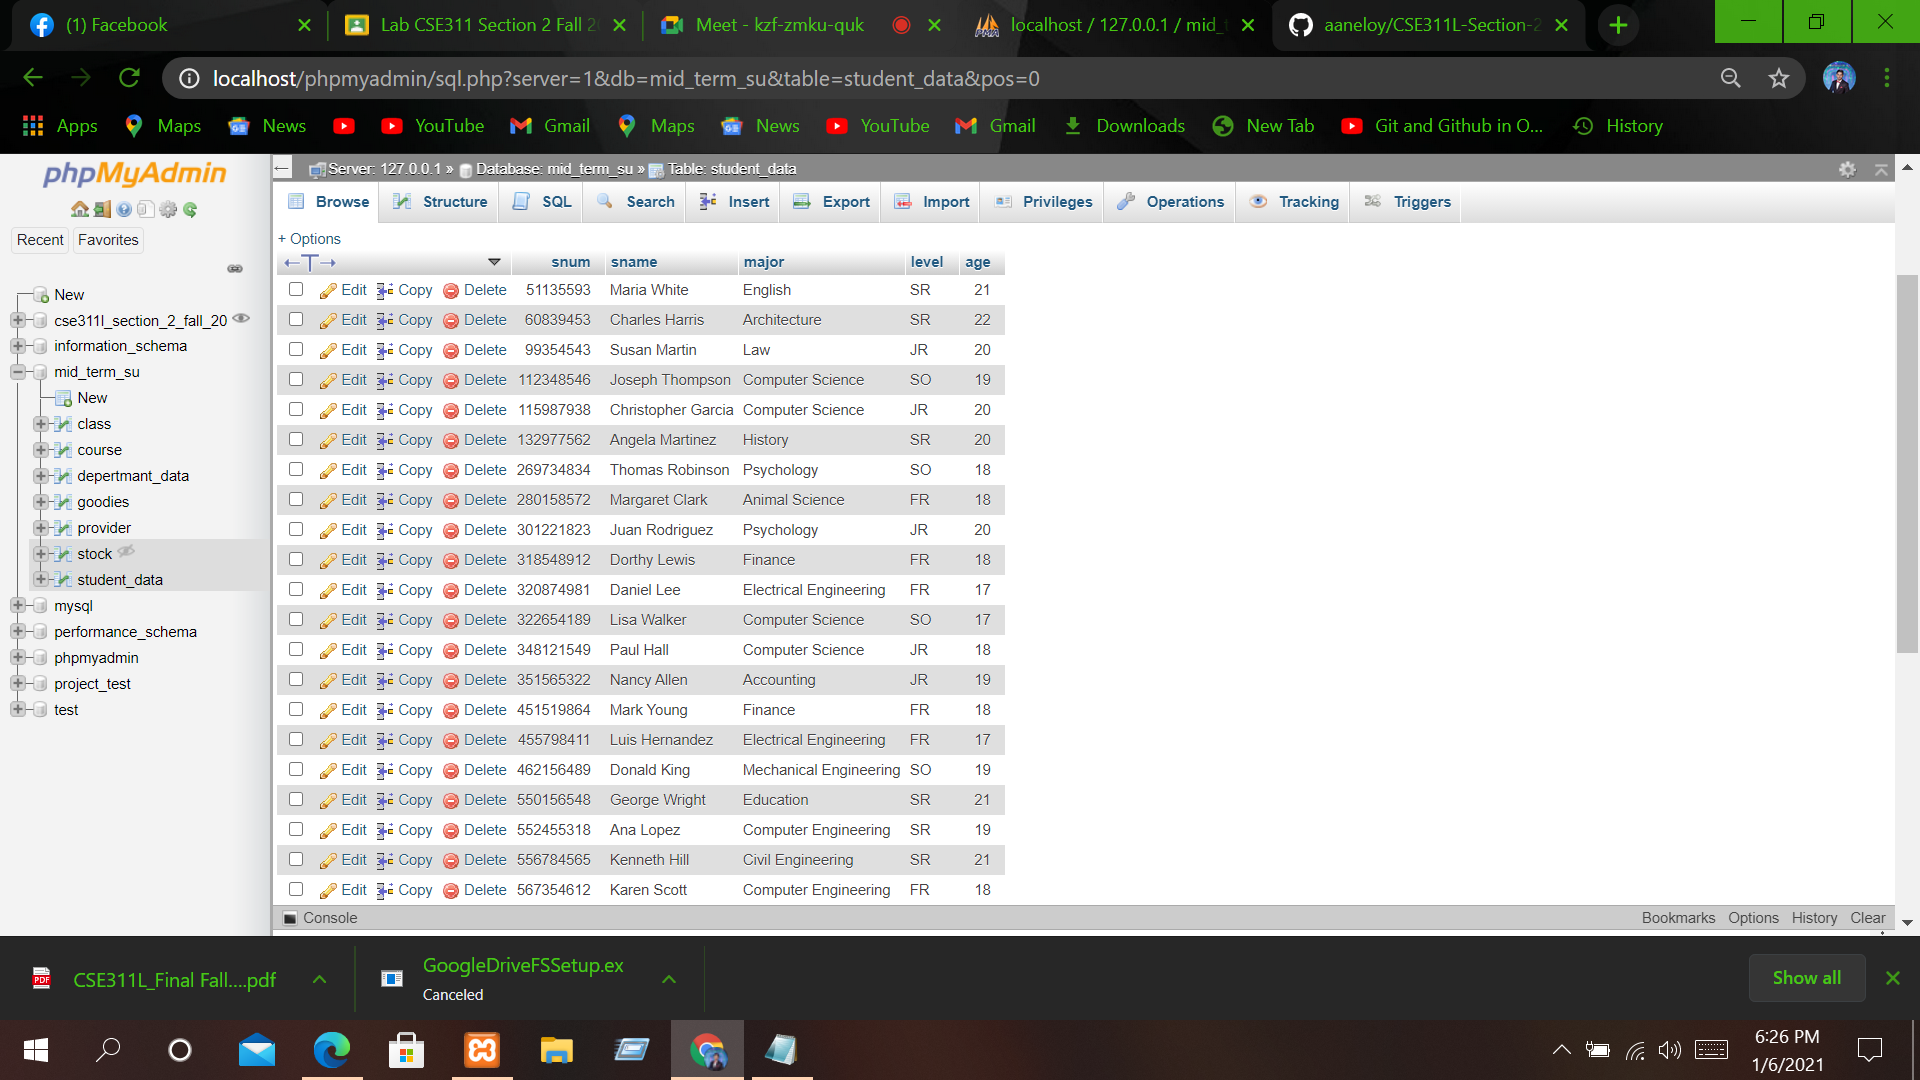 (1) Facebook
Lab CSE311 Section 2 Fall 2
Meet - kzf-zmku-quk
localhost / 127.0.0.1 / mid_t
aaneloy/CSE311L-Section-2
localhost/phpmyadmin/sql.php?server=1&db=mid_term_su&table=student_data&pos=0
Apps Maps News YouTube Gmail Maps News YouTube Gmail Downloads New Tab Git and Github in O... History
phpMyAdmin
Recent Favorites
New
cse311l_section_2_fall_20
information_schema
mid_term_su
New
class
course
depertmant_data
goodies
provider
stock
student_data
mysql
performance_schema
phpmyadmin
project_test
test
Server: 127.0.0.1 » Database: mid_term_su » Table: student_data
Browse Structure SQL Search Insert Export Import Privileges Operations Tracking Triggers
+ Options
←T→ snum sname major level age
Edit Copy Delete 51135593 Maria White English SR 21
Edit Copy Delete 60839453 Charles Harris Architecture SR 22
Edit Copy Delete 99354543 Susan Martin Law JR 20
Edit Copy Delete 112348546 Joseph Thompson Computer Science SO 19
Edit Copy Delete 115987938 Christopher Garcia Computer Science JR 20
Edit Copy Delete 132977562 Angela Martinez History SR 20
Edit Copy Delete 269734834 Thomas Robinson Psychology SO 18
Edit Copy Delete 280158572 Margaret Clark Animal Science FR 18
Edit Copy Delete 301221823 Juan Rodriguez Psychology JR 20
Edit Copy Delete 318548912 Dorthy Lewis Finance FR 18
Edit Copy Delete 320874981 Daniel Lee Electrical Engineering FR 17
Edit Copy Delete 322654189 Lisa Walker Computer Science SO 17
Edit Copy Delete 348121549 Paul Hall Computer Science JR 18
Edit Copy Delete 351565322 Nancy Allen Accounting JR 19
Edit Copy Delete 451519864 Mark Young Finance FR 18
Edit Copy Delete 455798411 Luis Hernandez Electrical Engineering FR 17
Edit Copy Delete 462156489 Donald King Mechanical Engineering SO 19
Edit Copy Delete 550156548 George Wright Education SR 21
Edit Copy Delete 552455318 Ana Lopez Computer Engineering SR 19
Edit Copy Delete 556784565 Kenneth Hill Civil Engineering SR 21
Edit Copy Delete 567354612 Karen Scott Computer Engineering FR 18
Console Bookmarks Options History Clear
CSE311L_Final Fall....pdf
GoogleDriveFSSetup.ex
Canceled
Show all
6:26 PM
1/6/2021